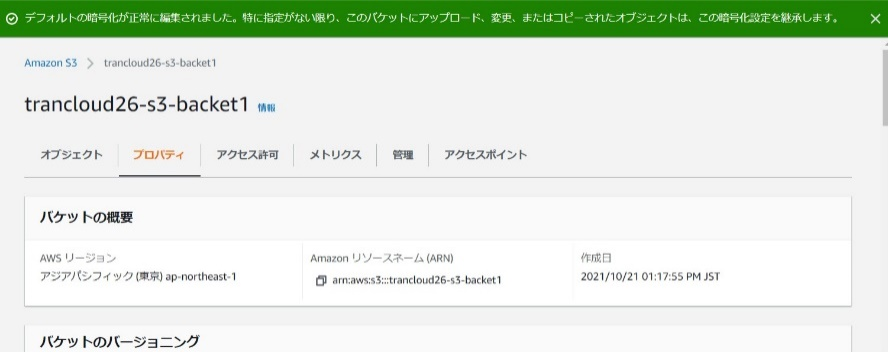 デフォルトの暗号化が正常に編集されました。特に指定がない限り、このバケットにアップロード、変更、またはコピーされたオブジェクトは、この暗号化設定を継承します。
Amazon S3 > trancloud26-s3-backet1
trancloud26-s3-backet1 情報
オブジェクト プロパティ アクセス許可 メトリクス 管理 アクセスポイント
バケットの概要
AWS リージョン Amazon リソースネーム (ARN) 作成日
アジアパシフィック (東京) ap-northeast-1 arn:aws:s3:::trancloud26-s3-backet1 2021/10/21 01:17:55 PM JST
バケットのバージョニング